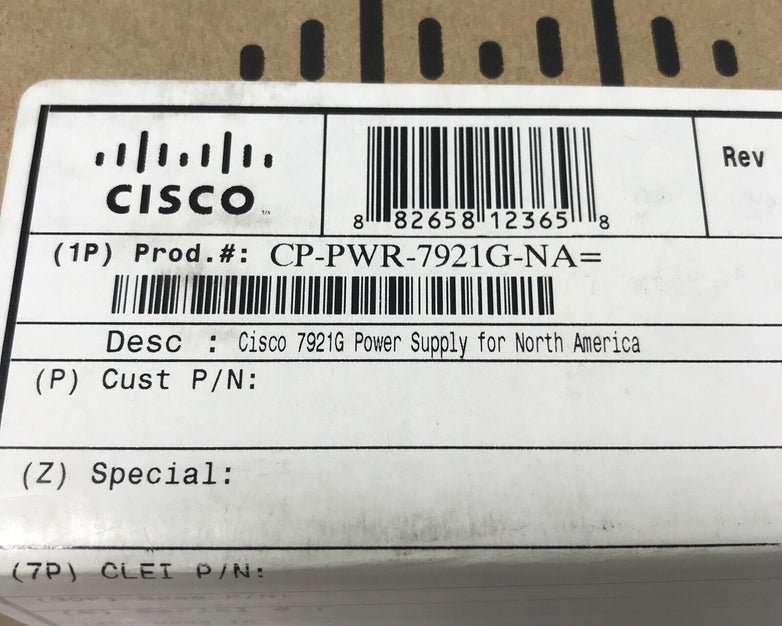 CISCO™
8 82658 12365 8
Rev
(1P) Prod.#: CP-PWR-7921G-NA=
Desc : Cisco 7921G Power Supply for North America
(P) Cust P/N:
(Z) Special:
(7P) CLEI P/N: